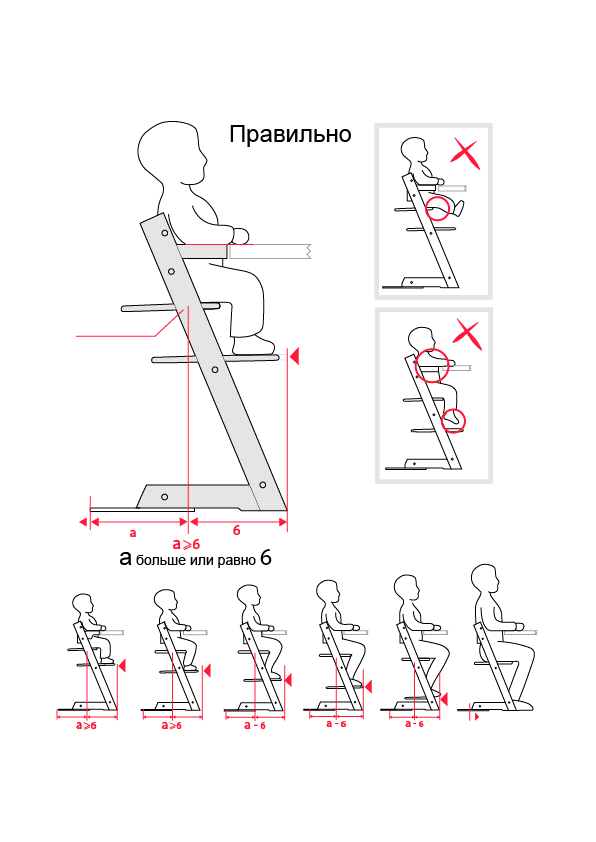 Правильно
а
б
а⩾б
а больше или равно б
а⩾б
а⩾б
а - б
а - б
а - б